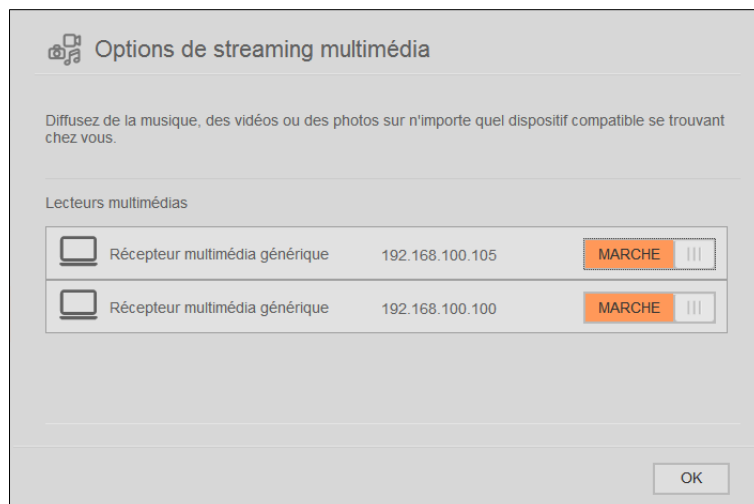 Options de streaming multimédia
Diffusez de la musique, des vidéos ou des photos sur n'importe quel dispositif compatible se trouvant
chez vous.
Lecteurs multimédias
Récepteur multimédia générique 192.168.100.105 MARCHE
Récepteur multimédia générique 192.168.100.100 MARCHE
OK